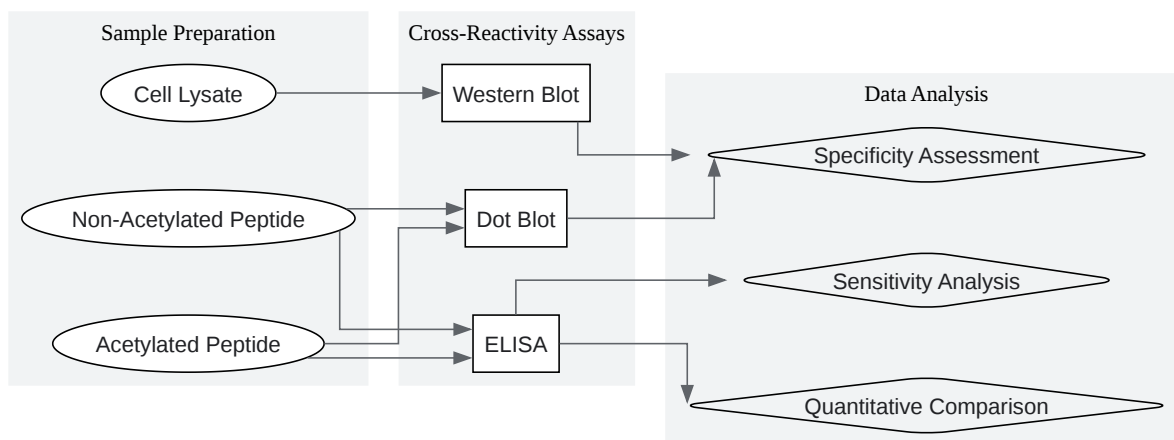 Sample Preparation
Cell Lysate
Non-Acetylated Peptide
Acetylated Peptide
Cross-Reactivity Assays
Western Blot
Dot Blot
ELISA
Data Analysis
Specificity Assessment
Sensitivity Analysis
Quantitative Comparison